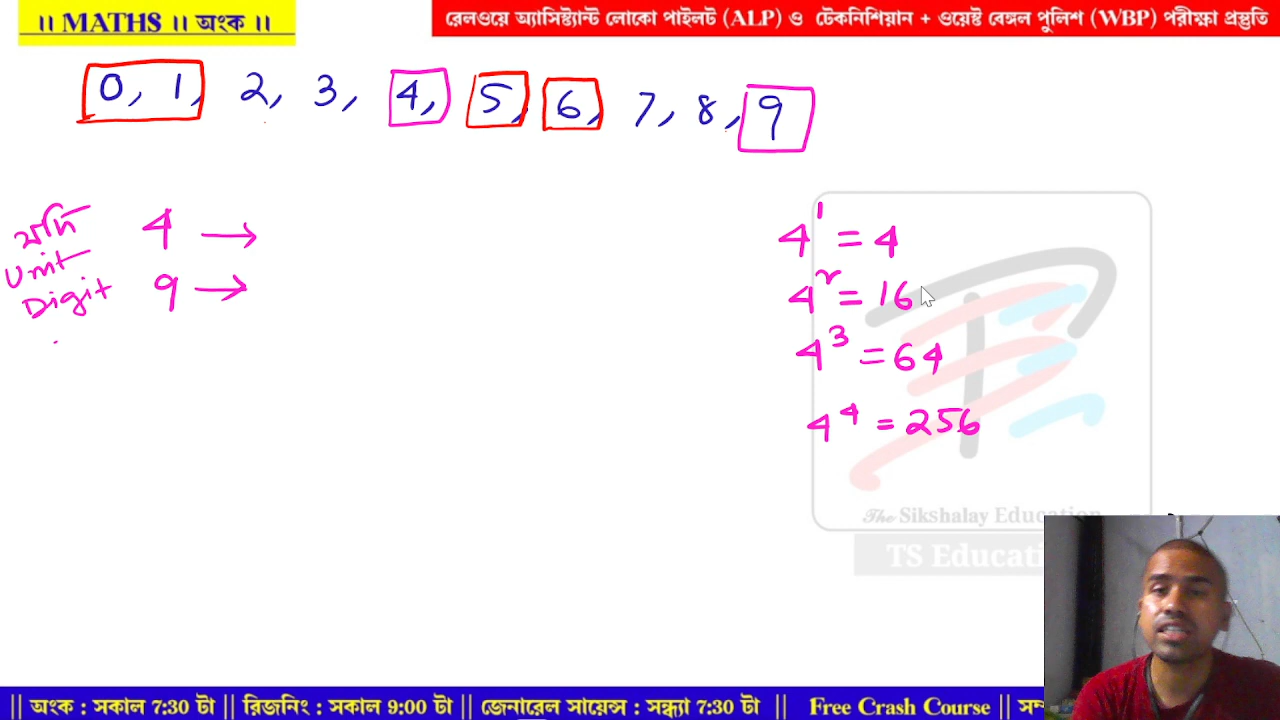 ।। MATHS ।। অংক ।।
রেলওয়ে অ্যাসিস্ট্যান্ট লোকো পাইলট (ALP) ও টেকনিশিয়ান + ওয়েস্ট বেঙ্গল পুলিশ (WBP) পরীক্ষা প্রস্তুতি
0, 1, 2, 3, 4, 5, 6, 7, 8, 9
যদি
Unit
Digit
4 →
9 →
4¹ = 4
4² = 16
4³ = 64
4⁴ = 256
The Sikshalay Education
TS Educati
|| অংক : সকাল 7:30 টা || রিজনিং : সকাল 9:00 টা || জেনারেল সায়েন্স : সন্ধ্যা 7:30 টা || Free Crash Course || সম